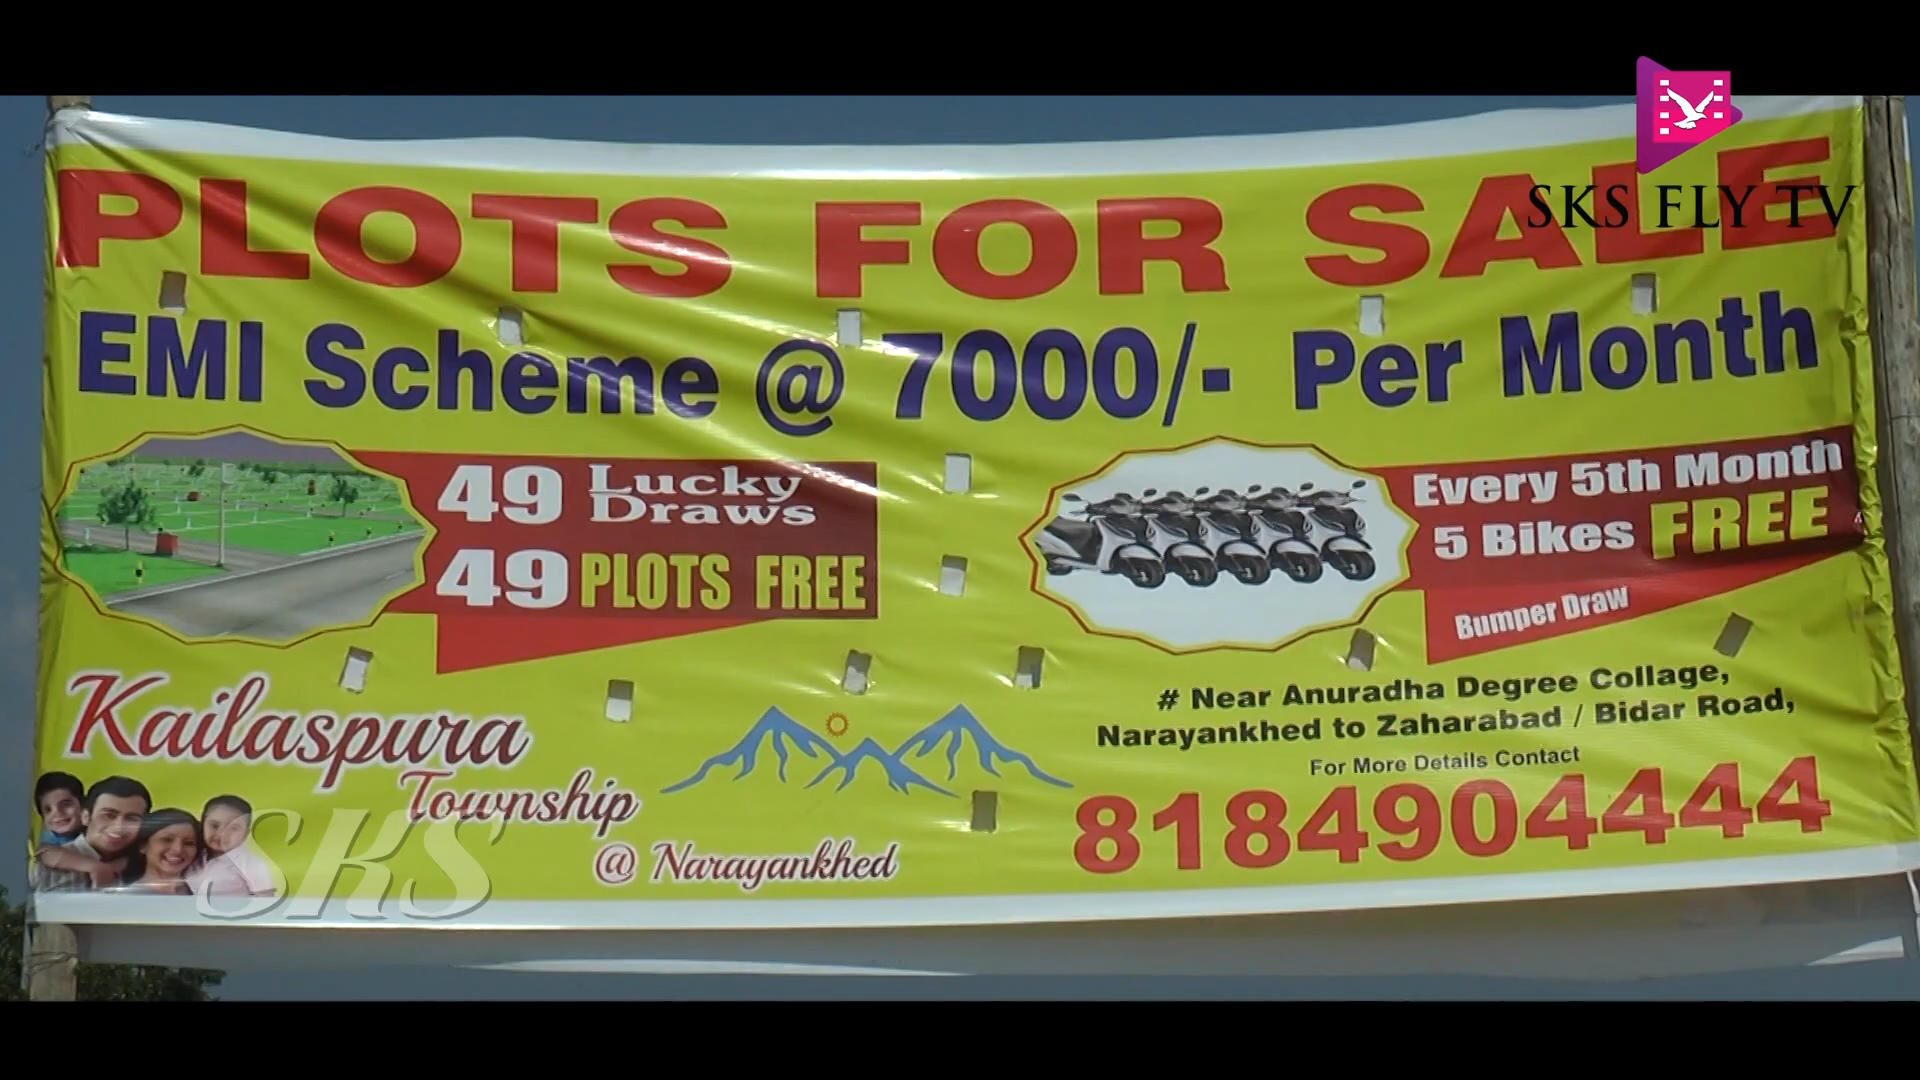 PLOTS FOR SALE
SKS FLY TV
EMI Scheme @ 7000/- Per Month
49 Lucky Draws
49 PLOTS FREE
Every 5th Month
5 Bikes FREE
Bumper Draw
Kailaspura
Township
@ Narayankhed
# Near Anuradha Degree Collage,
Narayankhed to Zaharabad / Bidar Road,
For More Details Contact
8184904444
SKS